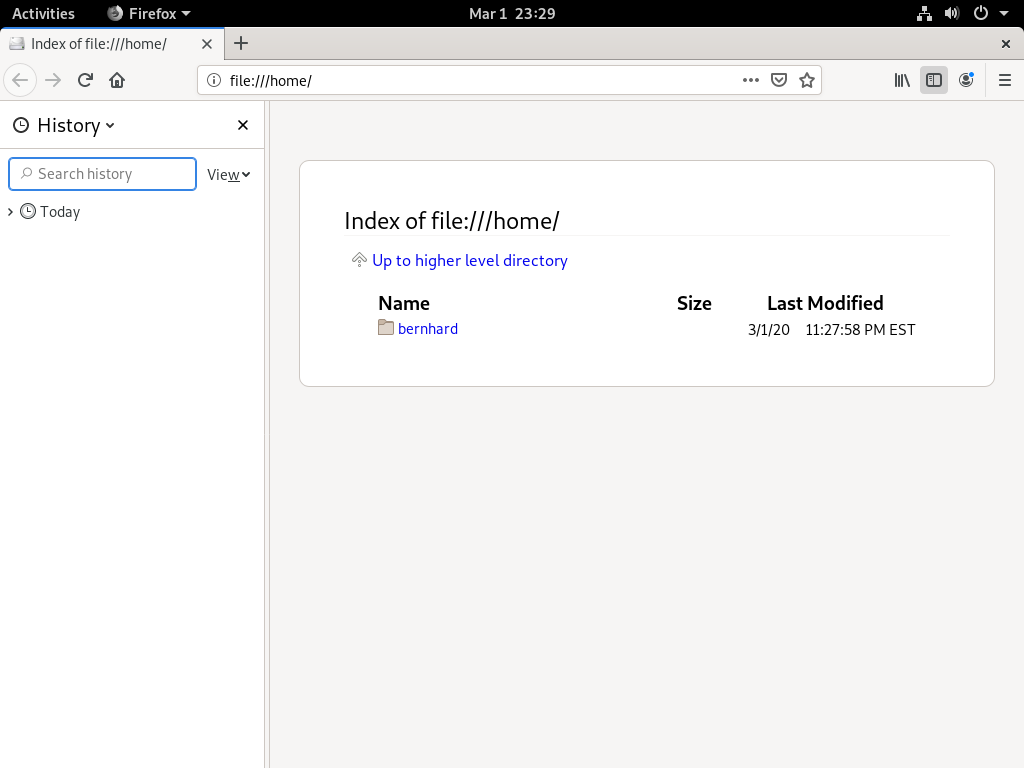 Activities Firefox Mar 1 23:29
Index of file:///home/
file:///home/
History
Search history View
Today
Index of file:///home/
Up to higher level directory
Name Size Last Modified
bernhard 3/1/20 11:27:58 PM EST